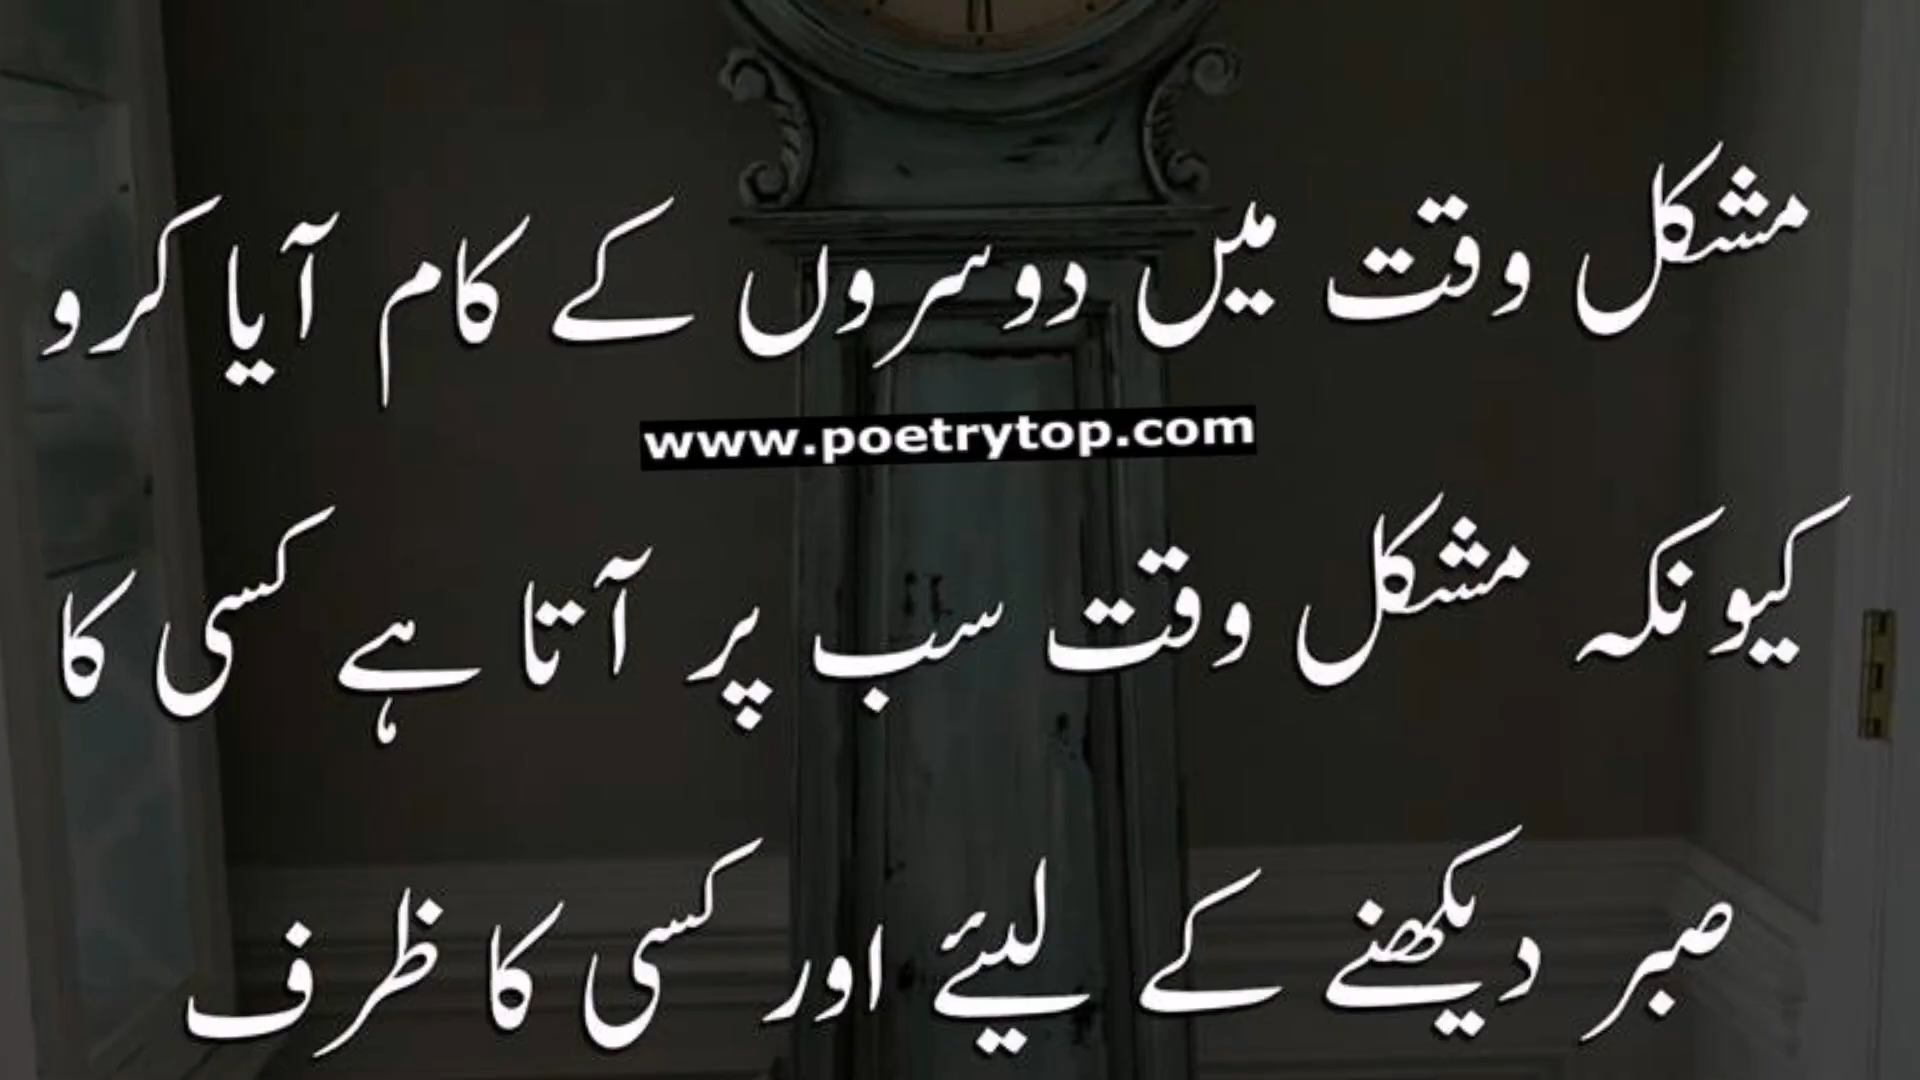 مشکل وقت میں دوسروں کے کام آیا کرو
www.poetrytop.com
کیونکہ مشکل وقت سب پر آتا ہے کسی کا
صبر دیکھنے کے لیئے اور کسی کا ظرف